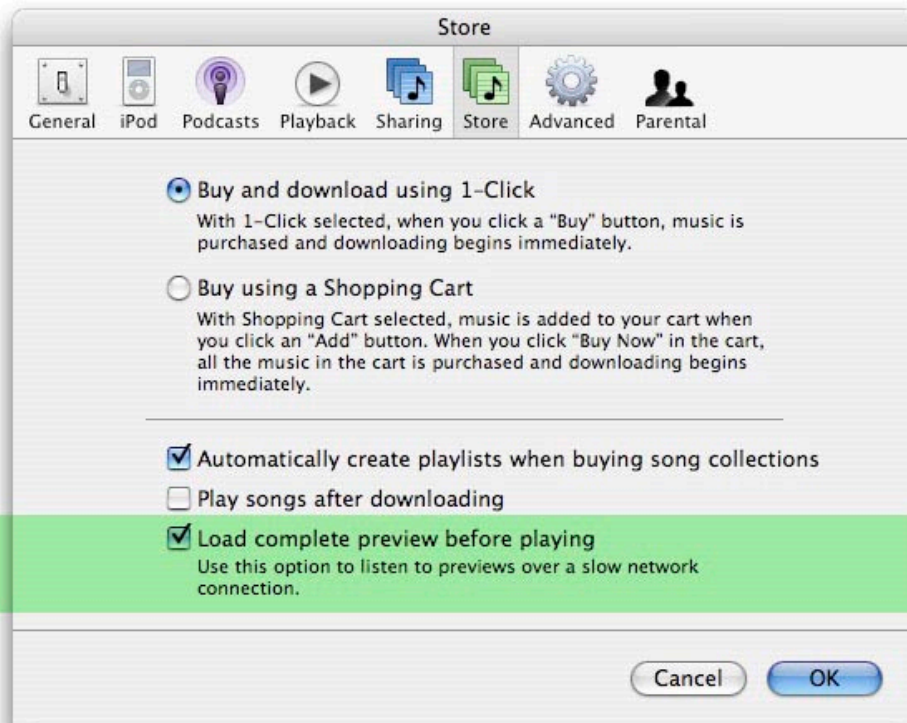 Store
General iPod Podcasts Playback Sharing Store Advanced Parental
Buy and download using 1-Click
With 1-Click selected, when you click a “Buy” button, music is
purchased and downloading begins immediately.
Buy using a Shopping Cart
With Shopping Cart selected, music is added to your cart when
you click an “Add” button. When you click “Buy Now” in the cart,
all the music in the cart is purchased and downloading begins
immediately.
Automatically create playlists when buying song collections
Play songs after downloading
Load complete preview before playing
Use this option to listen to previews over a slow network
connection.
Cancel OK